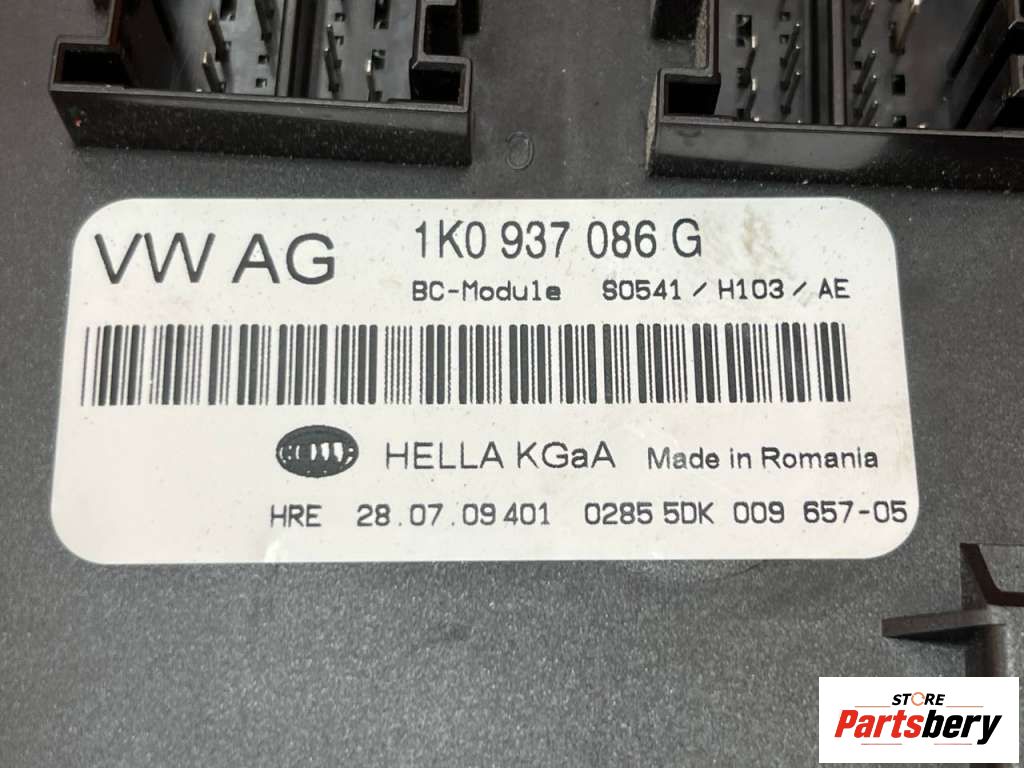 VW AG
1K0 937 086 G
BC-Module S0541 / H103 / AE
HELLA
HELLA KGaA Made in Romania
HRE 28.07.09 401 0285 5DK 009 657-05
STORE
Partsbery